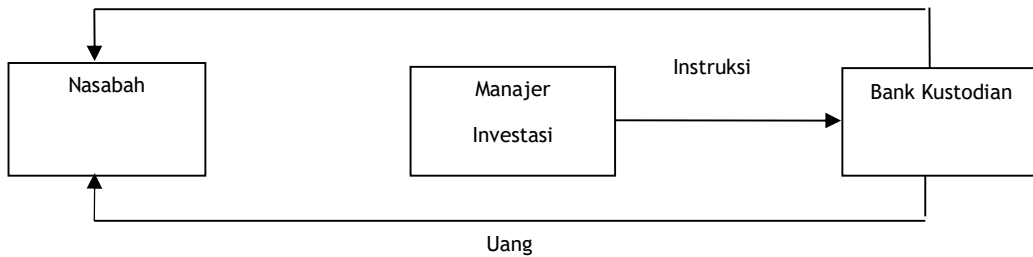 Nasabah
Manajer
Investasi
Instruksi
Bank Kustodian
Uang